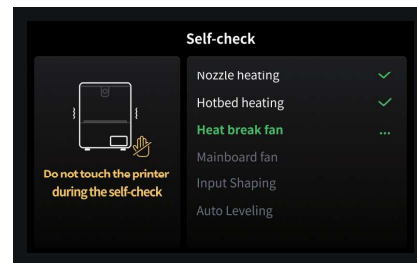 Self-check
Nozzle heating
Hotbed heating
Heat break fan
...
Mainboard fan
Input Shaping
Auto Leveling
Do not touch the printer
during the self-check